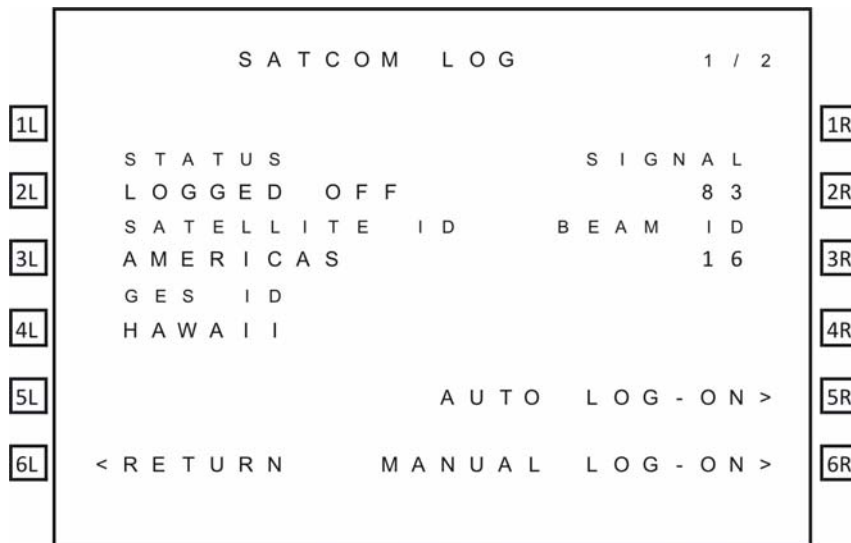 SATCOM LOG 1 / 2
1L 1R
STATUS SIGNAL
2L LOGGED OFF 83 2R
SATELLITE ID BEAM ID
3L AMERICAS 16 3R
GES ID
4L HAWAII 4R
5L AUTO LOG-ON> 5R
6L <RETURN MANUAL LOG-ON> 6R